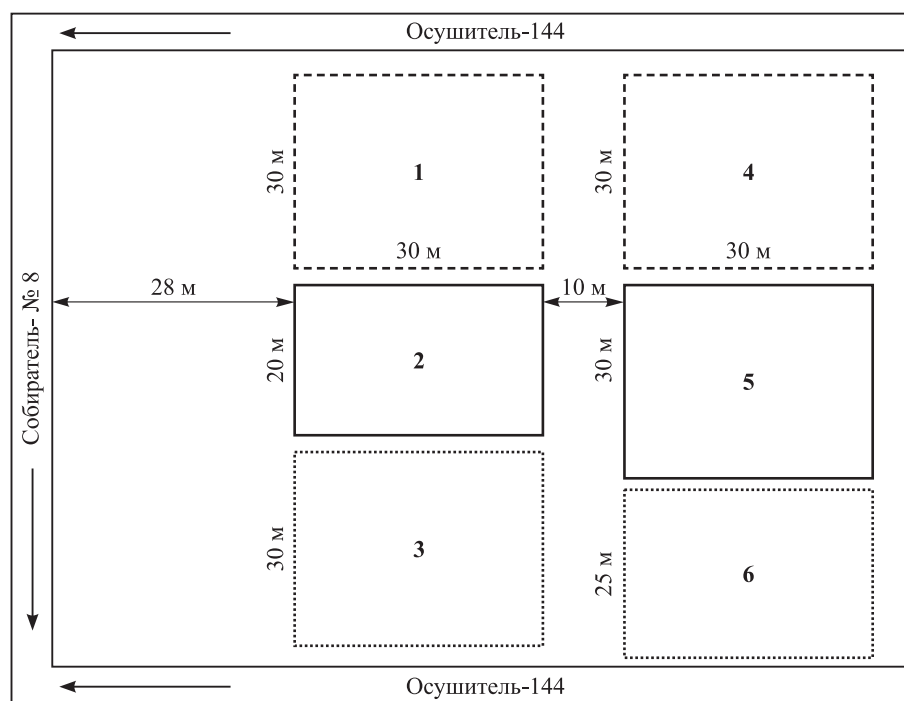 Осушитель-144
Собиратель- № 8
30 м
1
30 м
30 м
4
30 м
28 м
10 м
20 м
2
30 м
5
30 м
3
25 м
6
Осушитель-144